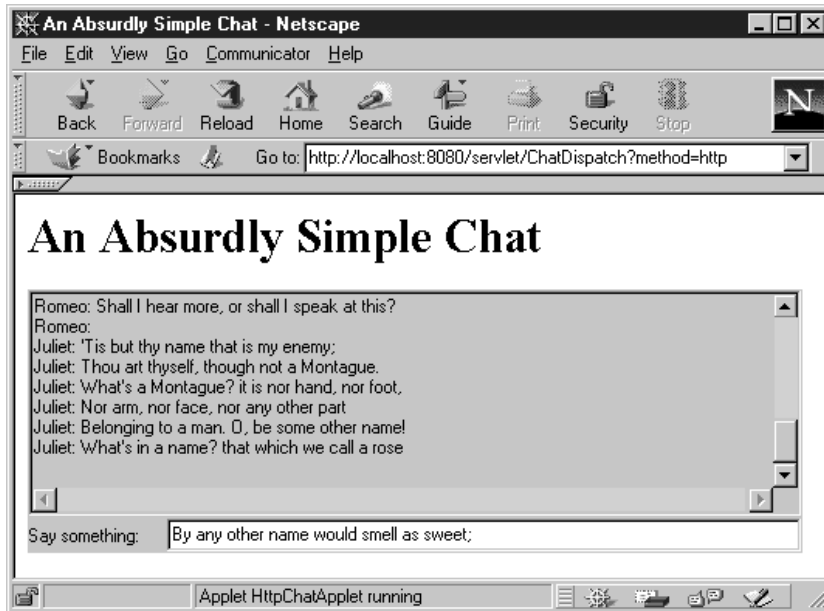 An Absurdly Simple Chat - Netscape
File Edit View Go Communicator Help
Back Forward Reload Home Search Guide Print Security Stop
N
Bookmarks Go to: http://localhost:8080/servlet/ChatDispatch?method=http
An Absurdly Simple Chat
Romeo: Shall I hear more, or shall I speak at this?
Romeo:
Juliet: 'Tis but thy name that is my enemy;
Juliet: Thou art thyself, though not a Montague.
Juliet: What's a Montague? it is nor hand, nor foot,
Juliet: Nor arm, nor face, nor any other part
Juliet: Belonging to a man. O, be some other name!
Juliet: What's in a name? that which we call a rose
Say something: By any other name would smell as sweet;
Applet HttpChatApplet running